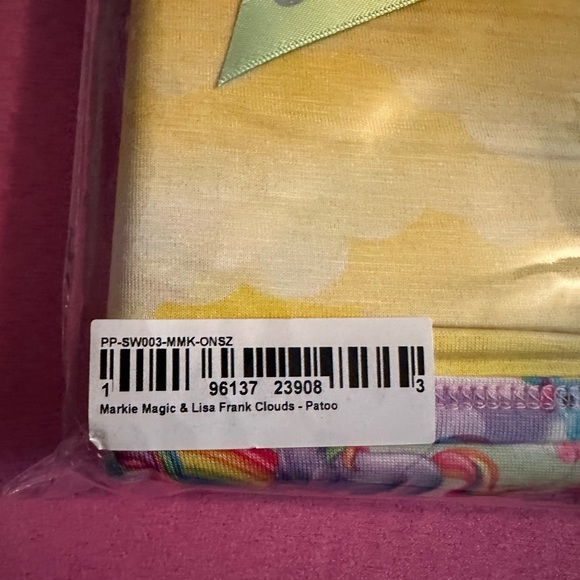 PP-SW003-MMK-ONSZ
1 96137 23908 3
Markie Magic & Lisa Frank Clouds - Patoo